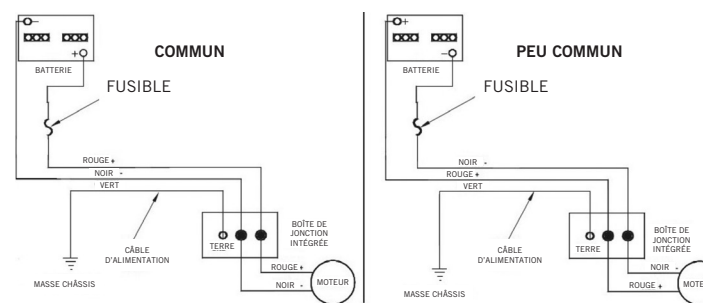 COMMUN
BATTERIE
FUSIBLE
ROUGE +
NOIR -
VERT
TERRE
BOÎTE DE
JONCTION
INTÉGRÉE
CÂBLE
D'ALIMENTATION
MASSE CHÂSSIS
ROUGE +
NOIR -
MOTEUR
PEU COMMUN
BATTERIE
FUSIBLE
NOIR -
ROUGE +
VERT
TERRE
BOÎTE DE
JONCTION
INTÉGRÉE
CÂBLE
D'ALIMENTATION
MASSE CHÂSSIS
NOIR -
ROUGE +
MOT